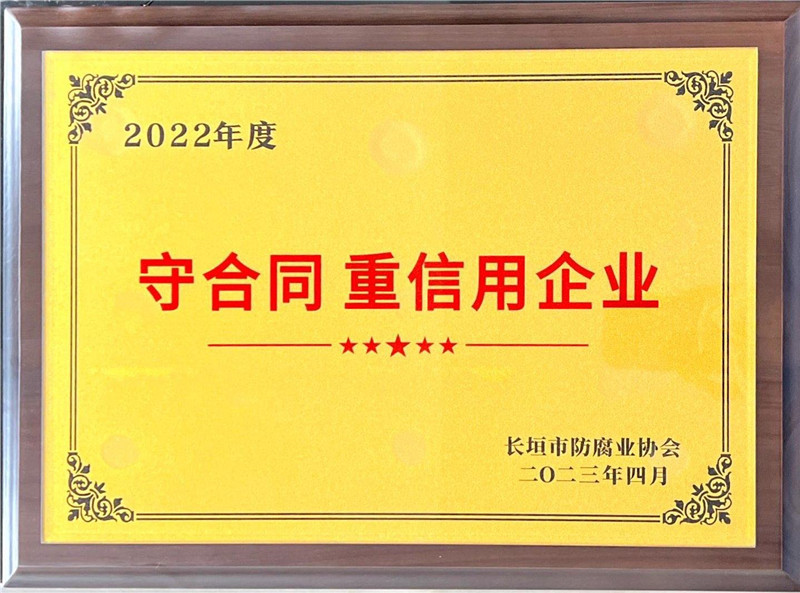 2022年度
守合同 重信用企业
长垣市防腐业协会
二〇二三年四月